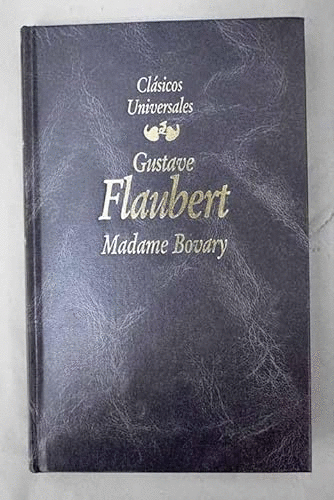 Clásicos
Universales
Gustave
Flaubert
Madame Bovary